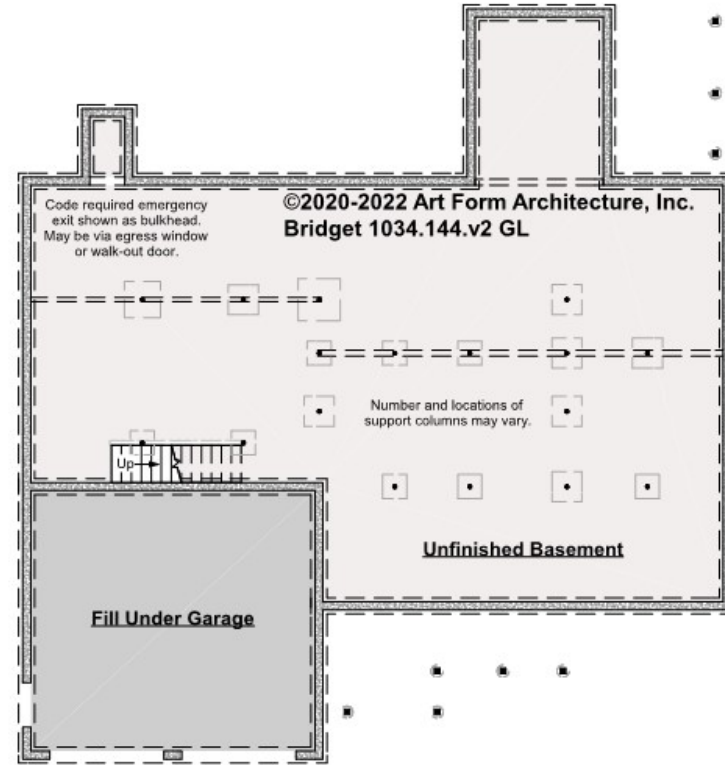 Code required emergency
exit shown as bulkhead.
May be via egress window
or walk-out door.
©2020-2022 Art Form Architecture, Inc.
Bridget 1034.144.v2 GL
Number and locations of
support columns may vary.
Up
Unfinished Basement
Fill Under Garage